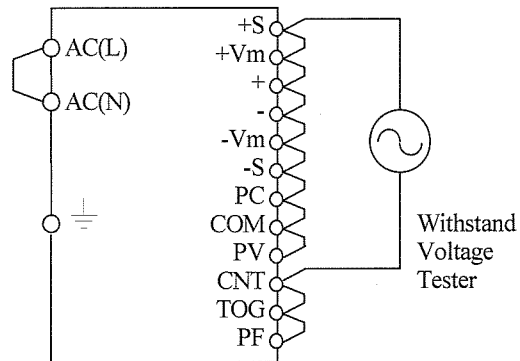 AC(L)
AC(N)
+S
+Vm
+
-
-Vm
-S
PC
COM
PV
CNT
TOG
PF
Withstand
Voltage
Tester